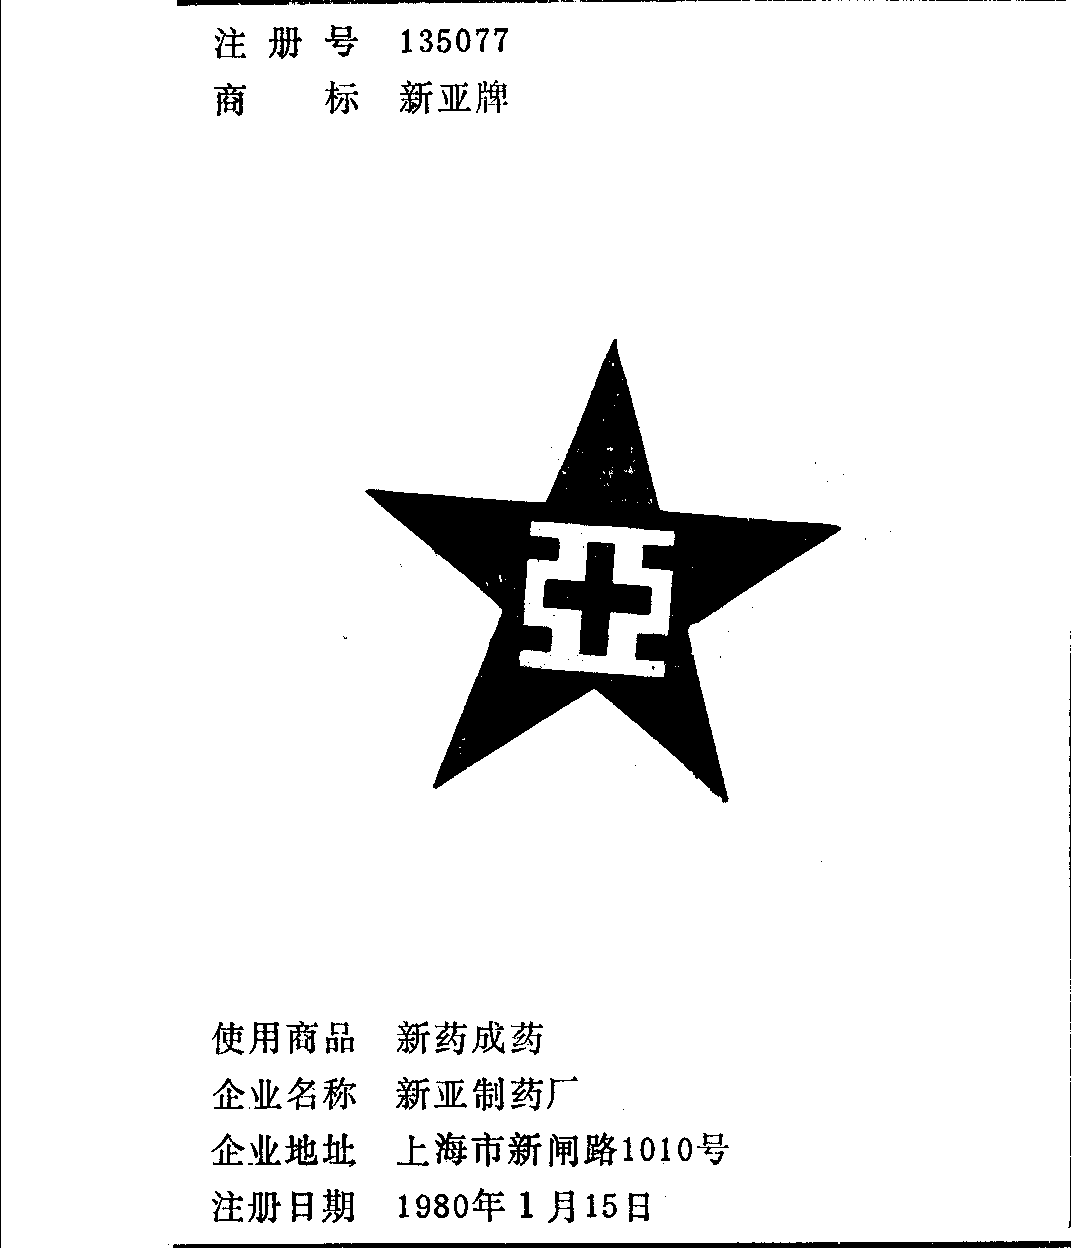 注册号 135077
商标 新亚牌
亞
使用商品 新药成药
企业名称 新亚制药厂
企业地址 上海市新闸路1010号
注册日期 1980年1月15日